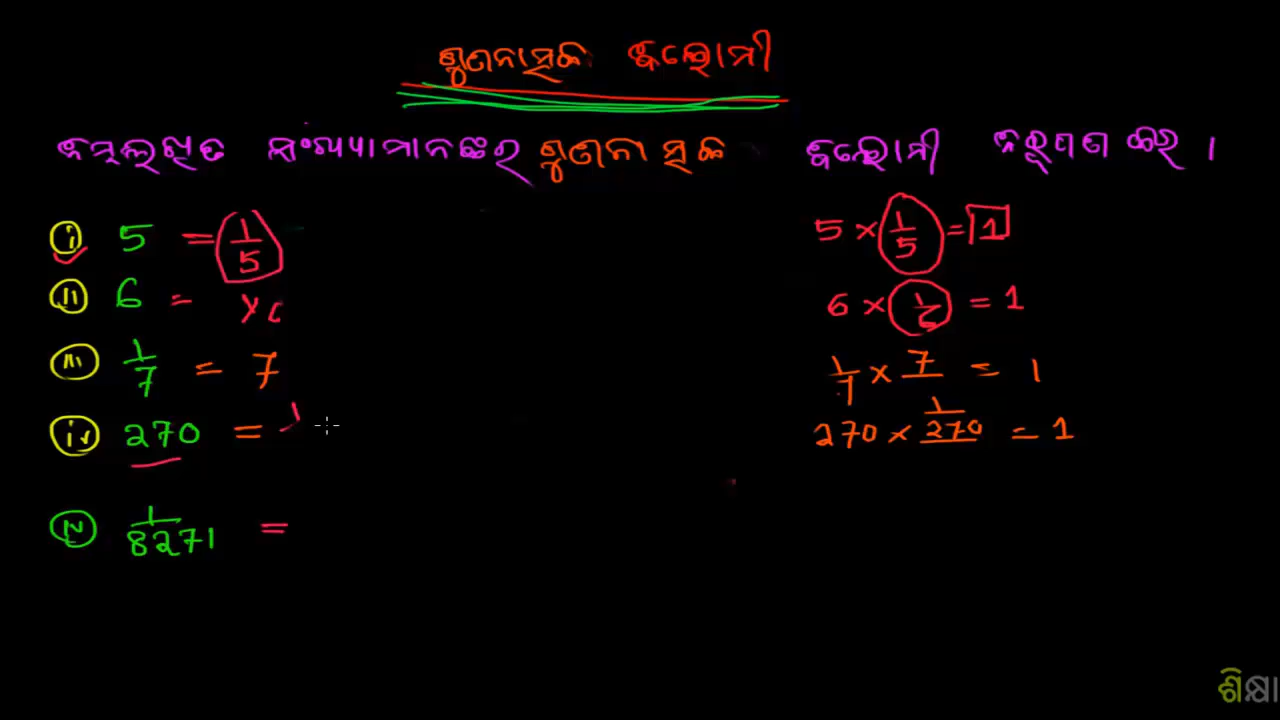 ଗୁଣନାତ୍ମକ ବିଲୋମୀ
ନିମ୍ନଲିଖିତ ସଂଖ୍ୟାମାନଙ୍କର ଗୁଣନାତ୍ମକ ବିଲୋମୀ ନିରୂପଣ କର ।
(i) 5 = 1/5 5 × 1/5 = 1
(ii) 6 = 1/6 6 × 1/6 = 1
(iii) 1/7 = 7 1/7 × 7 = 1
(iv) 270 = 270 × 1/270 = 1
(v) 1/8271 =
ଶିକ୍ଷା